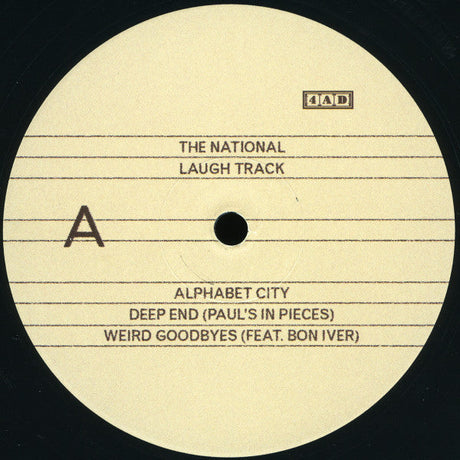 4AD
THE NATIONAL
LAUGH TRACK
A
ALPHABET CITY
DEEP END (PAUL'S IN PIECES)
WEIRD GOODBYES (FEAT. BON IVER)